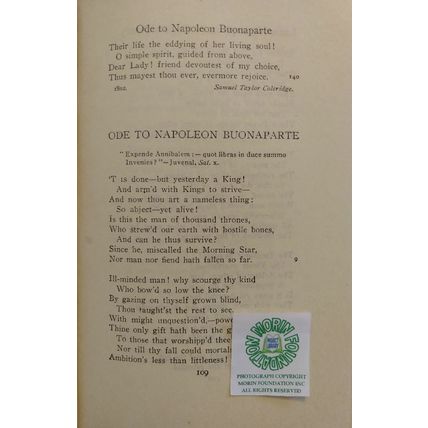 Ode to Napoleon Buonaparte
Their life the eddying of her living soul!
O simple spirit, guided from above,
Dear Lady! friend devoutest of my choice,
Thus mayest thou ever, evermore rejoice. 140
1802. Samuel Taylor Coleridge.
ODE TO NAPOLEON BUONAPARTE
"Expende Annibalem:—quot libras in duce summo
Invenies?"—Juvenal, Sat. x.
'T is done—but yesterday a King!
And arm'd with Kings to strive—
And now thou art a nameless thing:
So abject—yet alive!
Is this the man of thousand thrones,
Who strew'd our earth with hostile bones,
And can he thus survive?
Since he, miscalled the Morning Star,
Nor man nor fiend hath fallen so far. 9
Ill-minded man! why scourge thy kind
Who bow'd so low the knee?
By gazing on thyself grown blind,
Thou taught'st the rest to see.
With might unquestion'd,—
Thine only gift hath been the
To those that worshipp'd
Nor till thy fall could
Ambition's less than littleness!
109
MORIN FOUNDATION
PHOTOGRAPH COPYRIGHT
MORIN FOUNDATION INC
ALL RIGHTS RESERVED